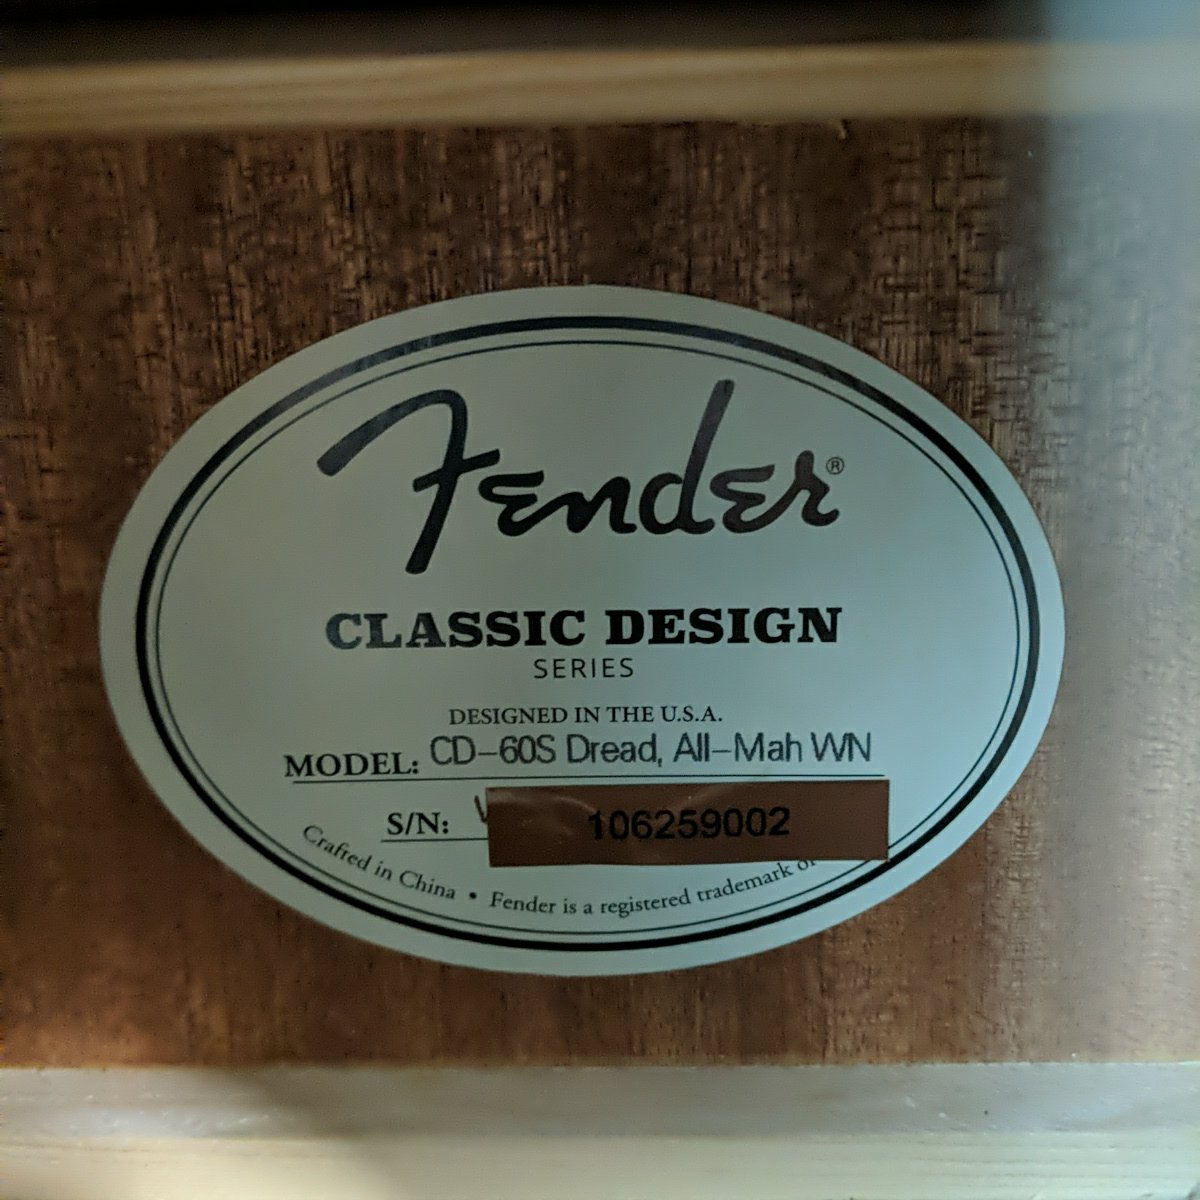 Fender®
CLASSIC DESIGN
SERIES
DESIGNED IN THE U.S.A.
MODEL: CD-60S Dread, All-Mah WN
S/N: 106259002
Crafted in China • Fender is a registered trademark of